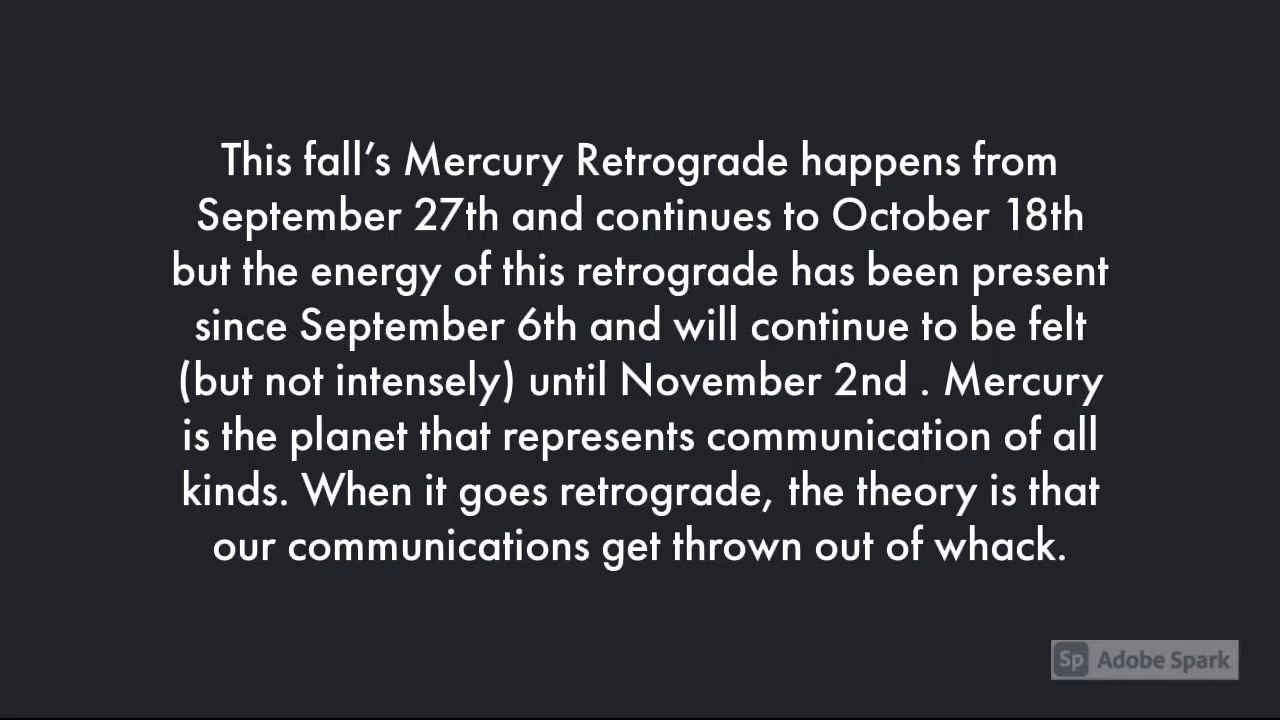 This fall’s Mercury Retrograde happens from
September 27th and continues to October 18th
but the energy of this retrograde has been present
since September 6th and will continue to be felt
(but not intensely) until November 2nd . Mercury
is the planet that represents communication of all
kinds. When it goes retrograde, the theory is that
our communications get thrown out of whack.
Sp Adobe Spark